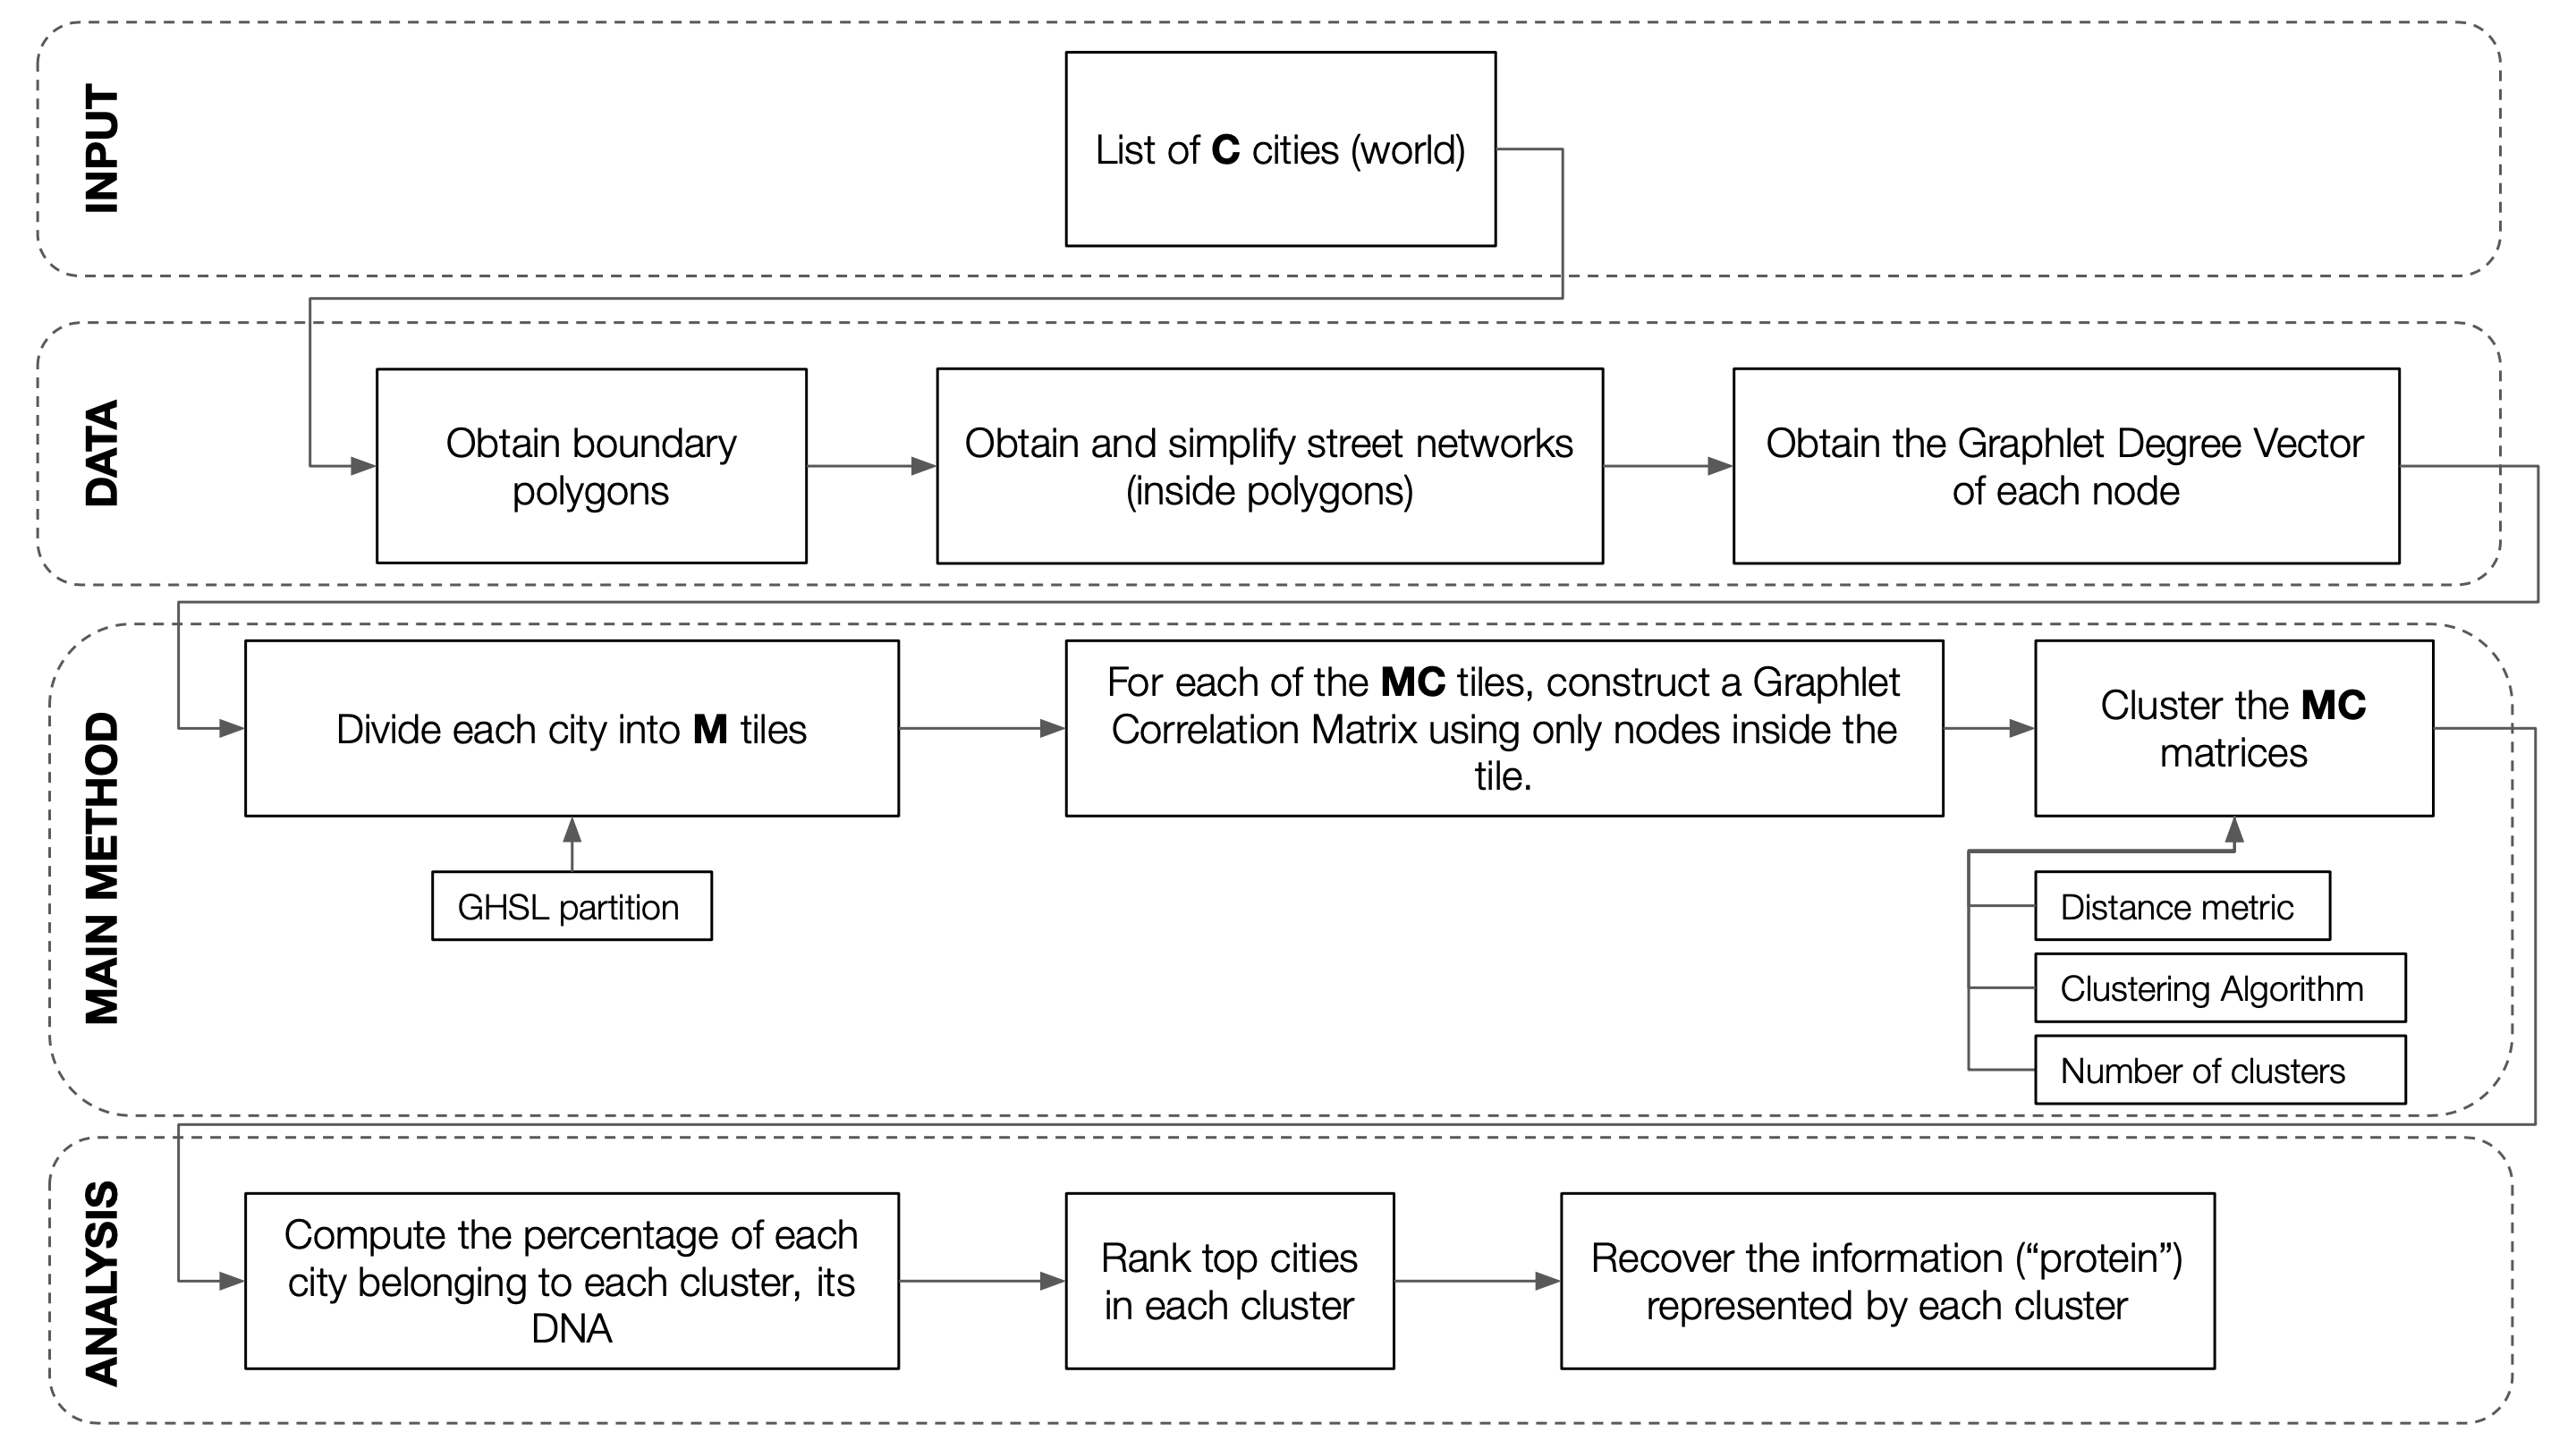 INPUT
List of C cities (world)
DATA
Obtain boundary
polygons
Obtain and simplify street networks
(inside polygons)
Obtain the Graphlet Degree Vector
of each node
MAIN METHOD
Divide each city into M tiles
GHSL partition
For each of the MC tiles, construct a Graphlet
Correlation Matrix using only nodes inside the
tile.
Cluster the MC
matrices
Distance metric
Clustering Algorithm
Number of clusters
ANALYSIS
Compute the percentage of each
city belonging to each cluster, its
DNA
Rank top cities
in each cluster
Recover the information (“protein”)
represented by each cluster